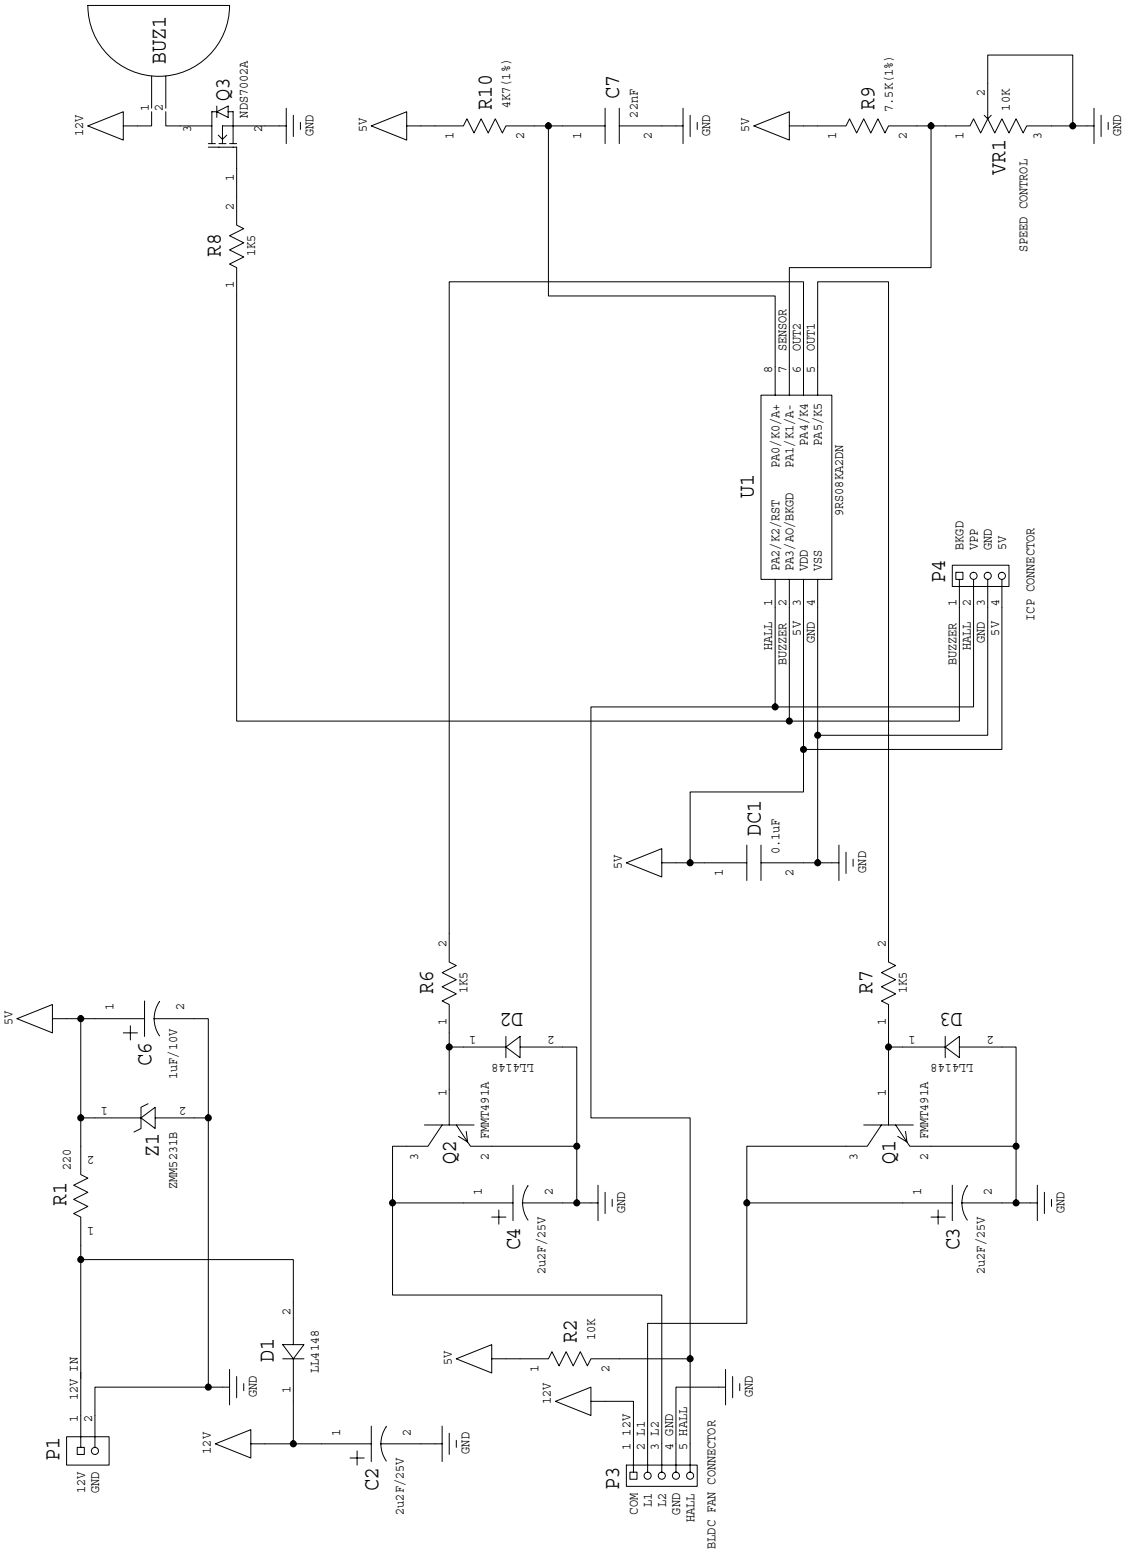 P1
12V
GND
1
12V IN
2
R1
220
1
2
Z1
ZMM5231B
1
2
C6
1uF/10V
+
1
2
5V
GND
D1
LL4148
1
2
12V
C2
2u2F/25V
+
1
2
GND
BUZ1
1
2
12V
Q3
NDS7002A
3
1
2
GND
R8
1K5
1
2
5V
R10
4K7(1%)
1
2
C7
22nF
1
2
GND
5V
R9
7.5K(1%)
1
2
VR1
10K
1
2
3
SPEED CONTROL
GND
U1
9RS08KA2DN
PA2/K2/RST
PA3/AO/BKGD
VDD
VSS
PA0/K0/A+
PA1/K1/A-
PA4/K4
PA5/K5
HALL 1
BUZZER 2
5V 3
GND 4
8
7 SENSOR
6 OUT2
5 OUT1
P4
BUZZER 1
HALL 2
GND 3
5V 4
BKGD
VPP
GND
5V
ICP CONNECTOR
5V
DC1
0.1uF
1
2
GND
R6
1K5
1
2
D2
LL4148
1
2
Q2
FMMT491A
1
2
3
C4
2u2F/25V
+
1
2
GND
R7
1K5
1
2
D3
LL4148
1
2
Q1
FMMT491A
1
2
3
C3
2u2F/25V
+
1
2
GND
5V
R2
10K
1
2
12V
P3
COM
L1
L2
GND
HALL
1 12V
2 L1
3 L2
4 GND
5 HALL
BLDC FAN CONNECTOR
GND